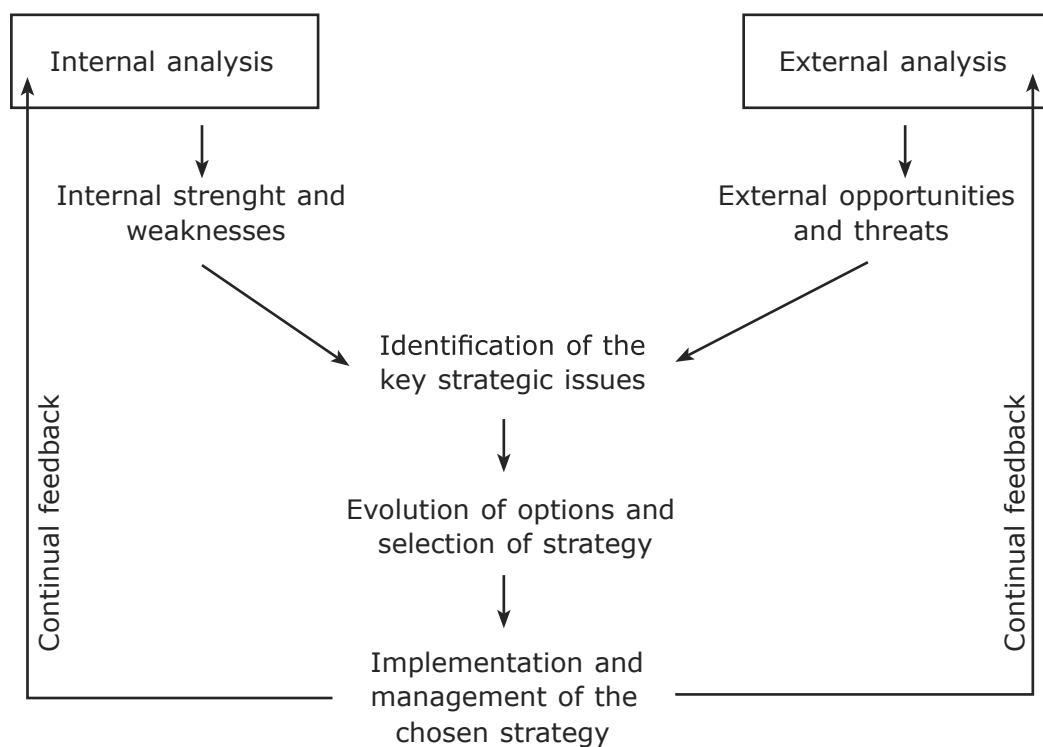 Internal analysis
External analysis
Internal strenght and
weaknesses
External opportunities
and threats
Identification of the
key strategic issues
Evolution of options and
selection of strategy
Implementation and
management of the
chosen strategy
Continual feedback
Continual feedback